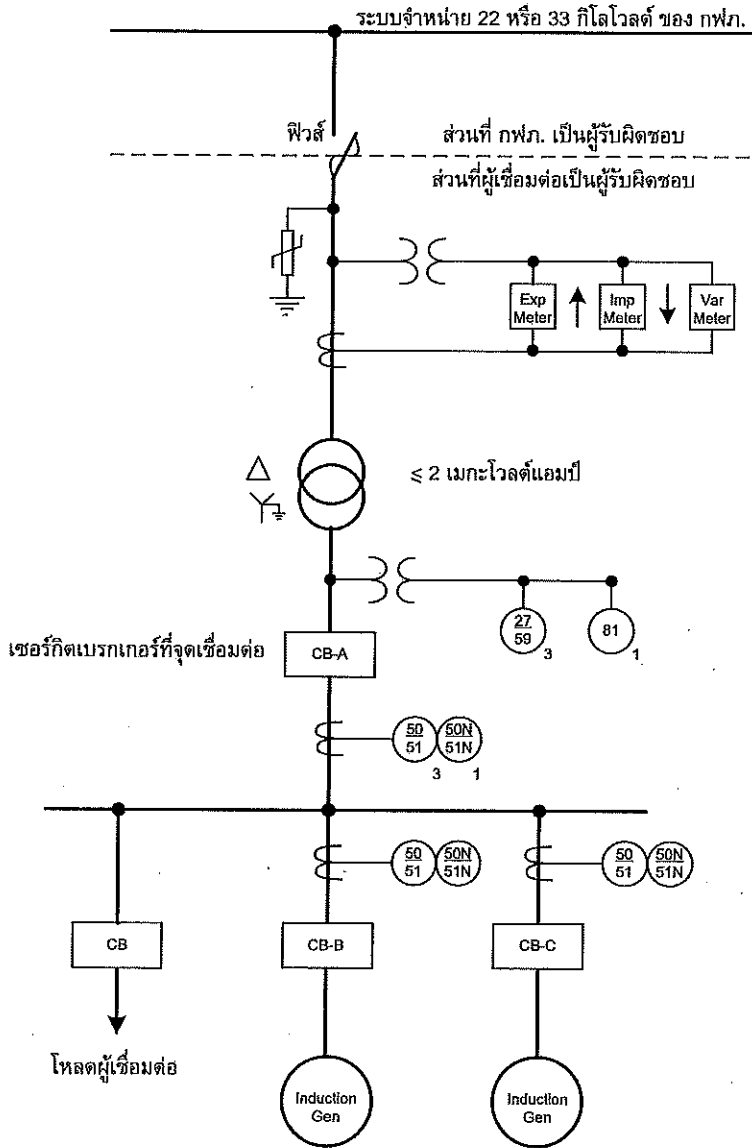 ระบบจำหน่าย 22 หรือ 33 กิโลโวลต์ ของ กฟภ.
ฟิวส์
ส่วนที่ กฟภ. เป็นผู้รับผิดชอบ
ส่วนที่ผู้เชื่อมต่อเป็นผู้รับผิดชอบ
Exp
Meter
Imp
Meter
Var
Meter
≤ 2 เมกะโวลต์แอมป์
27
59
3
81
1
เซอร์กิตเบรกเกอร์ที่จุดเชื่อมต่อ
CB-A
50
51
3
50N
51N
1
50
51
50N
51N
50
51
50N
51N
CB
CB-B
CB-C
โหลดผู้เชื่อมต่อ
Induction
Gen
Induction
Gen